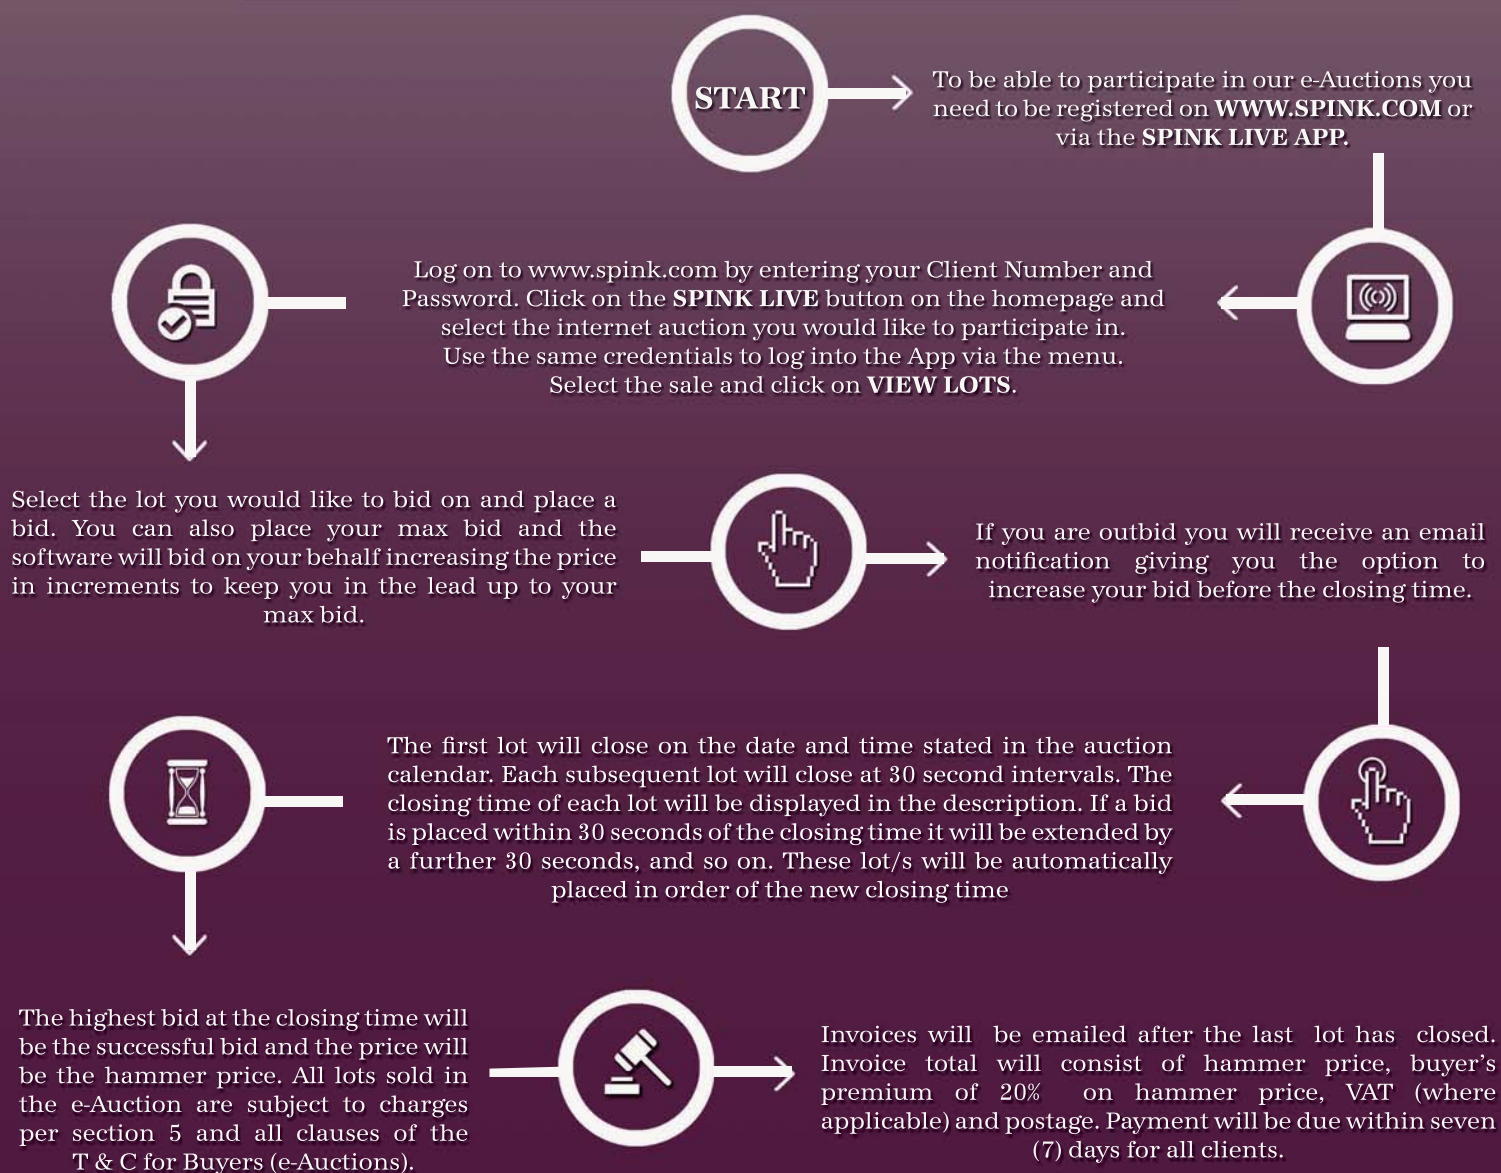 START
To be able to participate in our e-Auctions you
need to be registered on WWW.SPINK.COM or
via the SPINK LIVE APP.
Log on to www.spink.com by entering your Client Number and
Password. Click on the SPINK LIVE button on the homepage and
select the internet auction you would like to participate in.
Use the same credentials to log into the App via the menu.
Select the sale and click on VIEW LOTS.
Select the lot you would like to bid on and place a
bid. You can also place your max bid and the
software will bid on your behalf increasing the price
in increments to keep you in the lead up to your
max bid.
If you are outbid you will receive an email
notification giving you the option to
increase your bid before the closing time.
The first lot will close on the date and time stated in the auction
calendar. Each subsequent lot will close at 30 second intervals. The
closing time of each lot will be displayed in the description. If a bid
is placed within 30 seconds of the closing time it will be extended by
a further 30 seconds, and so on. These lot/s will be automatically
placed in order of the new closing time
The highest bid at the closing time will
be the successful bid and the price will
be the hammer price. All lots sold in
the e-Auction are subject to charges
per section 5 and all clauses of the
T & C for Buyers (e-Auctions).
Invoices will be emailed after the last lot has closed.
Invoice total will consist of hammer price, buyer's
premium of 20% on hammer price, VAT (where
applicable) and postage. Payment will be due within seven
(7) days for all clients.